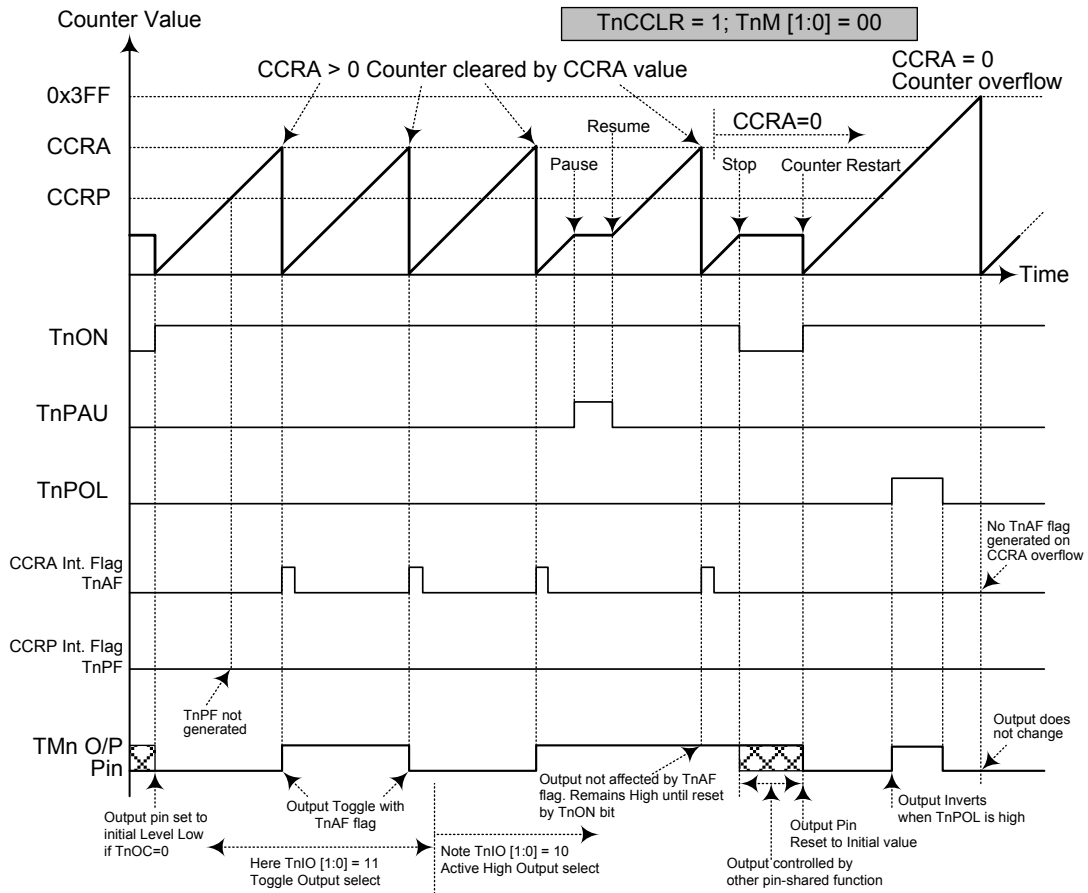 Counter Value
TnCCLR = 1; TnM [1:0] = 00
CCRA > 0 Counter cleared by CCRA value
CCRA = 0
Counter overflow
0x3FF
CCRA
CCRP
Resume
CCRA=0
Pause
Stop
Counter Restart
Time
TnON
TnPAU
TnPOL
No TnAF flag
generated on
CCRA overflow
CCRA Int. Flag
TnAF
CCRP Int. Flag
TnPF
TnPF not
generated
TMn O/P
Pin
Output does
not change
Output pin set to
initial Level Low
if TnOC=0
Output Toggle with
TnAF flag
Output not affected by TnAF
flag. Remains High until reset
by TnON bit
Output Inverts
when TnPOL is high
Output Pin
Reset to Initial value
Here TnIO [1:0] = 11
Toggle Output select
Note TnIO [1:0] = 10
Active High Output select
Output controlled by
other pin-shared function